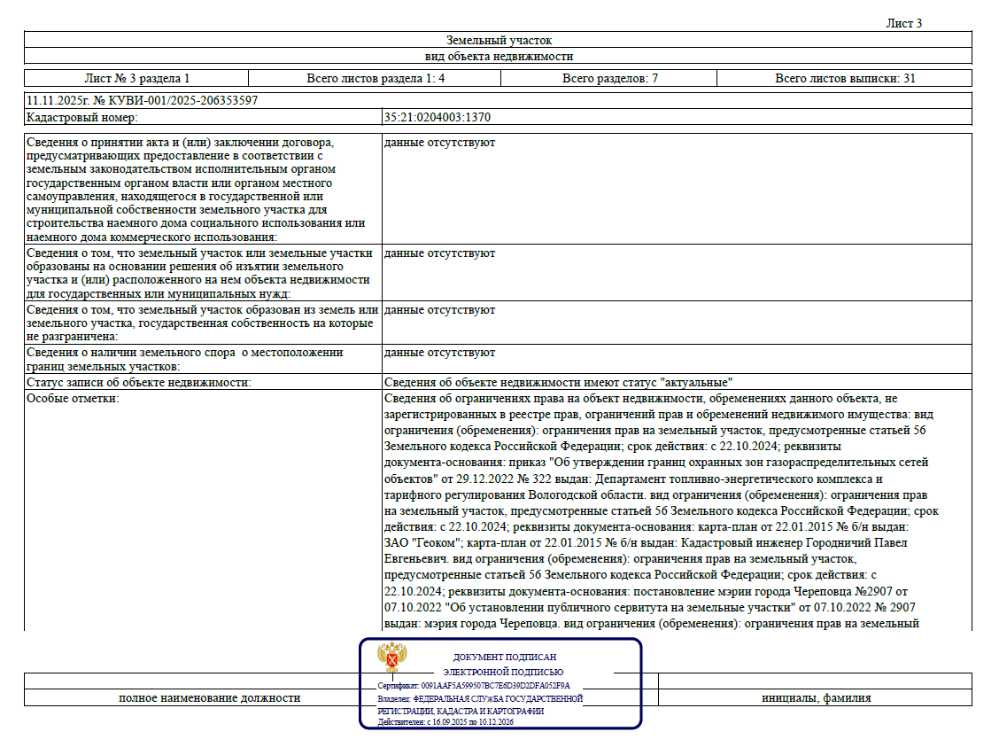 Лист 3
Земельный участок
вид объекта недвижимости
Лист № 3 раздела 1
Всего листов раздела 1: 4
Всего разделов: 7
Всего листов выписки: 31
11.11.2025г. № КУВИ-001/2025-206353597
Кадастровый номер:
35:21:0204003:1370
Сведения о принятии акта и (или) заключении договора,
предусматривающих предоставление в соответствии с
земельным законодательством исполнительным органом
государственным органом власти или органом местного
самоуправления, находящегося в государственной или
муниципальной собственности земельного участка для
строительства наемного дома социального использования или
наемного дома коммерческого использования:
данные отсутствуют
Сведения о том, что земельный участок или земельные участки
образованы на основании решения об изъятии земельного
участка и (или) расположенного на нем объекта недвижимости
для государственных или муниципальных нужд:
данные отсутствуют
Сведения о том, что земельный участок образован из земель или
земельного участка, государственная собственность на которые
не разграничена:
данные отсутствуют
Сведения о наличии земельного спора о местоположении
границ земельных участков:
данные отсутствуют
Статус записи об объекте недвижимости:
Сведения об объекте недвижимости имеют статус "актуальные"
Особые отметки:
Сведения об ограничениях права на объект недвижимости, обременениях данного объекта, не
зарегистрированных в реестре прав, ограничений прав и обременений недвижимого имущества: вид
ограничения (обременения): ограничения прав на земельный участок, предусмотренные статьей 56
Земельного кодекса Российской Федерации; срок действия: с 22.10.2024; реквизиты
документа-основания: приказ "Об утверждении границ охранных зон газораспределительных сетей
объектов" от 29.12.2022 № 322 выдан: Департамент топливно-энергетического комплекса и
тарифного регулирования Вологодской области. вид ограничения (обременения): ограничения прав
на земельный участок, предусмотренные статьей 56 Земельного кодекса Российской Федерации; срок
действия: с 22.10.2024; реквизиты документа-основания: карта-план от 22.01.2015 № б/н выдан:
ЗАО "Геоком"; карта-план от 22.01.2015 № б/н выдан: Кадастровый инженер Городничий Павел
Евгеньевич. вид ограничения (обременения): ограничения прав на земельный участок,
предусмотренные статьей 56 Земельного кодекса Российской Федерации; срок действия: с
22.10.2024; реквизиты документа-основания: постановление мэрии города Череповца №2907 от
07.10.2022 "Об установлении публичного сервитута на земельные участки" от 07.10.2022 № 2907
выдан: мэрия города Череповца. вид ограничения (обременения): ограничения прав на земельный
ДОКУМЕНТ ПОДПИСАН
ЭЛЕКТРОННОЙ ПОДПИСЬЮ
Сертификат: 0091AAF5A599507BC7E6D39D2DFA052F9A
Владелец: ФЕДЕРАЛЬНАЯ СЛУЖБА ГОСУДАРСТВЕННОЙ
РЕГИСТРАЦИИ, КАДАСТРА И КАРТОГРАФИИ
Действителен: с 16.09.2025 по 10.12.2026
полное наименование должности
инициалы, фамилия